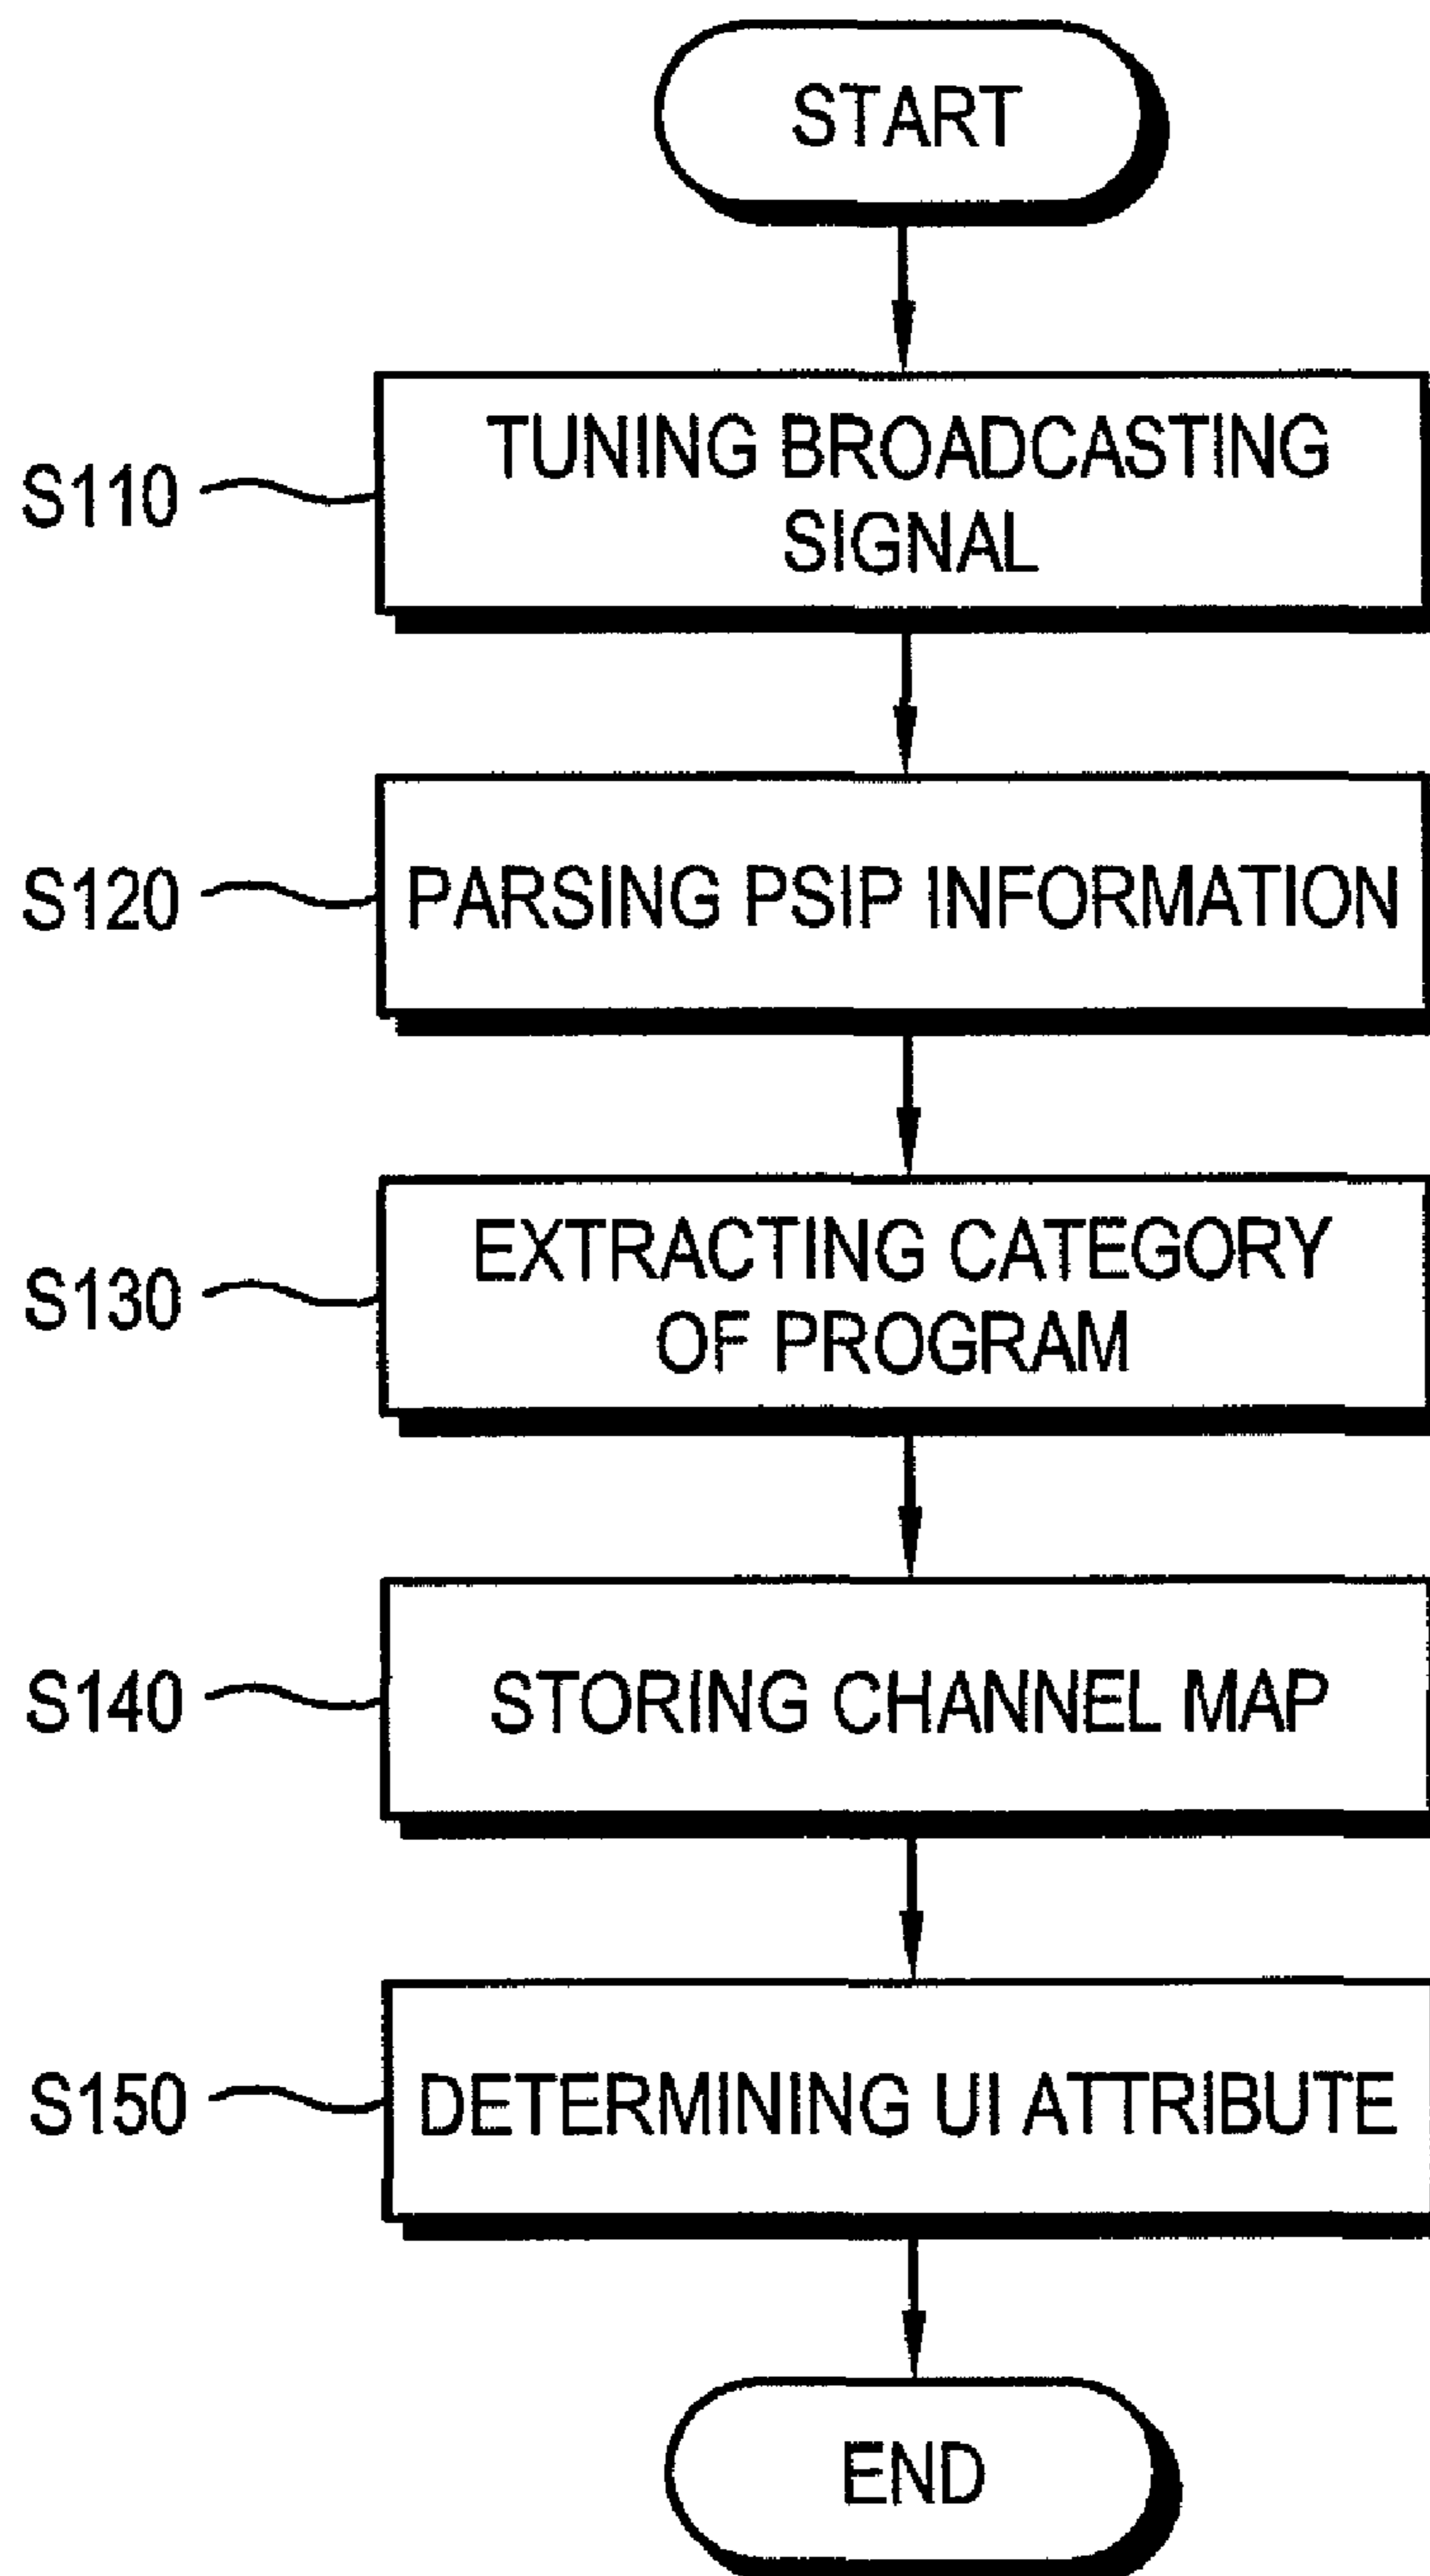 START
S110
TUNING BROADCASTING
SIGNAL
S120
PARSING PSIP INFORMATION
S130
EXTRACTING CATEGORY
OF PROGRAM
S140
STORING CHANNEL MAP
S150
DETERMINING UI ATTRIBUTE
END